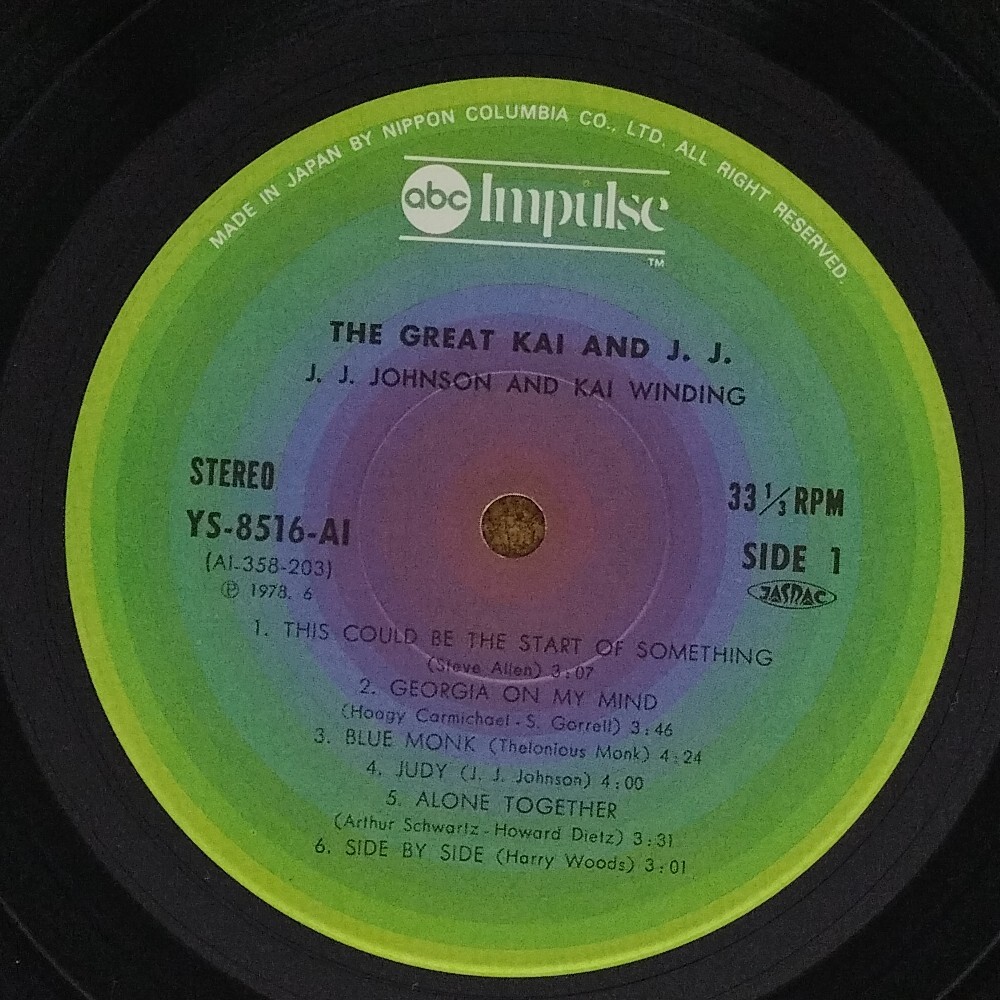 MADE IN JAPAN BY NIPPON COLUMBIA CO., LTD. ALL RIGHT RESERVED.
abc Impulse
TM
THE GREAT KAI AND J. J.
J. J. JOHNSON AND KAI WINDING
STEREO
YS-8516-AI
(AI-358-203)
Ⓟ 1978. 6
33 1/3 RPM
SIDE 1
JASRAC
1. THIS COULD BE THE START OF SOMETHING
(Steve Allen) 3:07
2. GEORGIA ON MY MIND
(Hoagy Carmichael - S. Gorrell) 3:46
3. BLUE MONK (Thelonious Monk) 4:24
4. JUDY (J. J. Johnson) 4:00
5. ALONE TOGETHER
(Arthur Schwartz - Howard Dietz) 3:31
6. SIDE BY SIDE (Harry Woods) 3:01